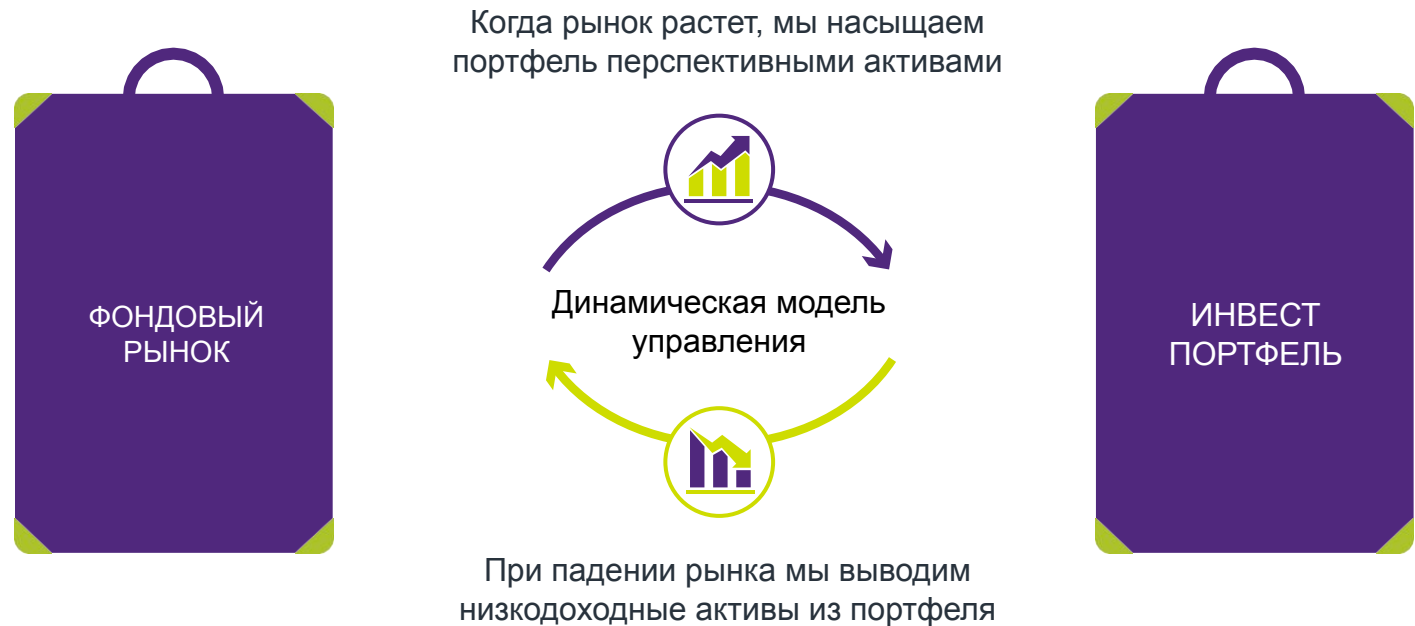 Когда рынок растет, мы насыщаем
портфель перспективными активами
ФОНДОВЫЙ
РЫНОК
Динамическая модель
управления
ИНВЕСТ
ПОРТФЕЛЬ
При падении рынка мы выводим
низкодоходные активы из портфеля